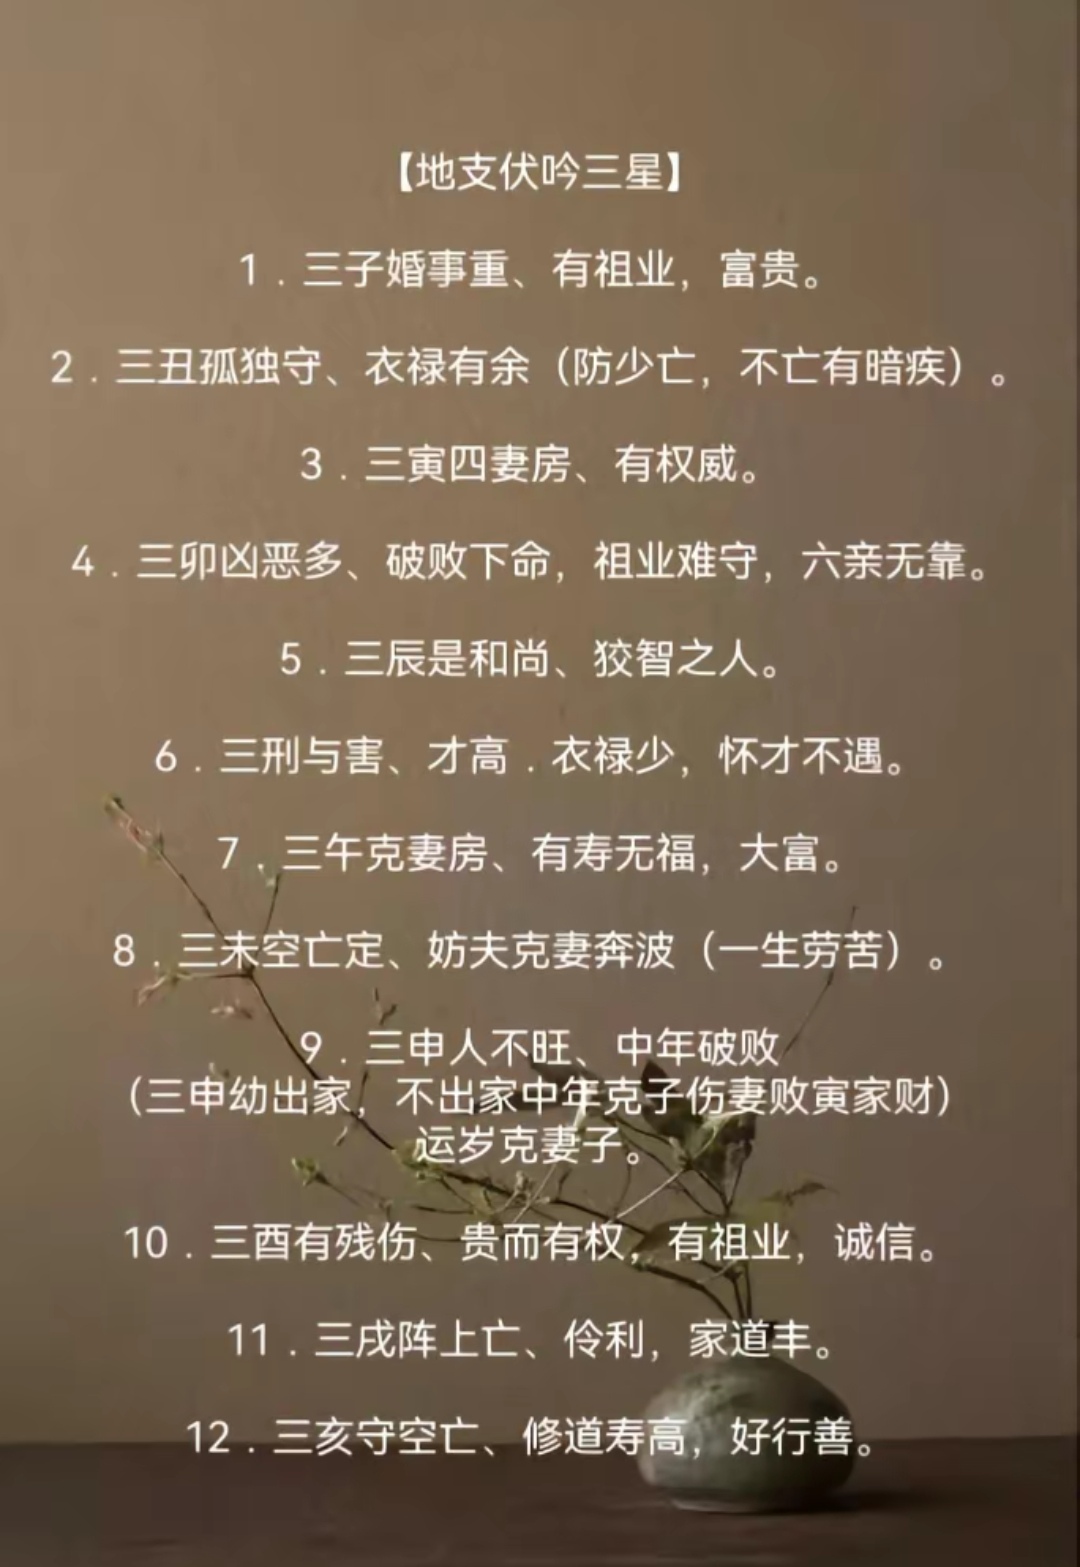 【地支伏吟三星】
1．三子婚事重、有祖业，富贵。
2．三丑孤独守、衣禄有余（防少亡，不亡有暗疾）。
3．三寅四妻房、有权威。
4．三卯凶恶多、破败下命，祖业难守，六亲无靠。
5．三辰是和尚、狡智之人。
6．三刑与害、才高．衣禄少，怀才不遇。
7．三午克妻房、有寿无福，大富。
8．三未空亡定、妨夫克妻奔波（一生劳苦）。
9．三申人不旺、中年破败
（三申幼出家，不出家中年克子伤妻败寅家财）
运岁克妻子。
10．三酉有残伤、贵而有权，有祖业，诚信。
11．三戌阵上亡、伶利，家道丰。
12．三亥守空亡、修道寿高，好行善。